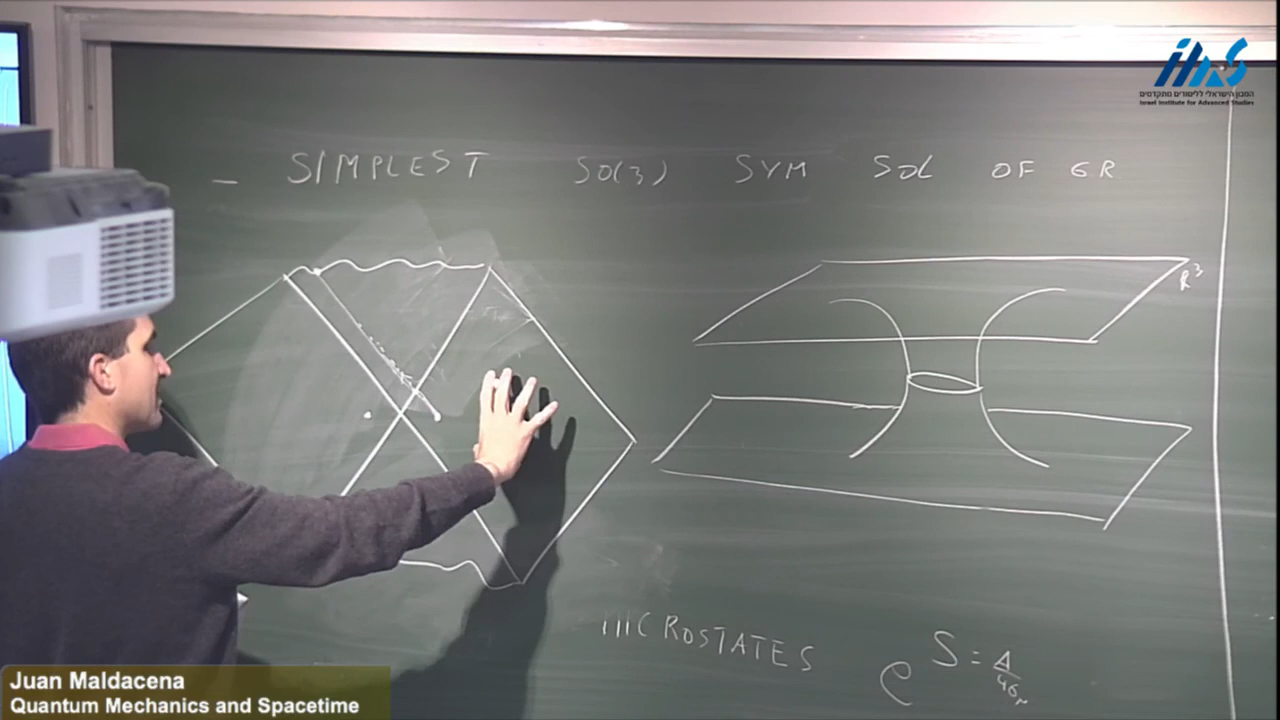 המכון הישראלי ללימודים מתקדמים
Israel Institute for Advanced Studies
– SIMPLEST SO(3) SYM SOL OF GR
R³
MICROSTATES e^{S = A/4G_N}
Juan Maldacena
Quantum Mechanics and Spacetime